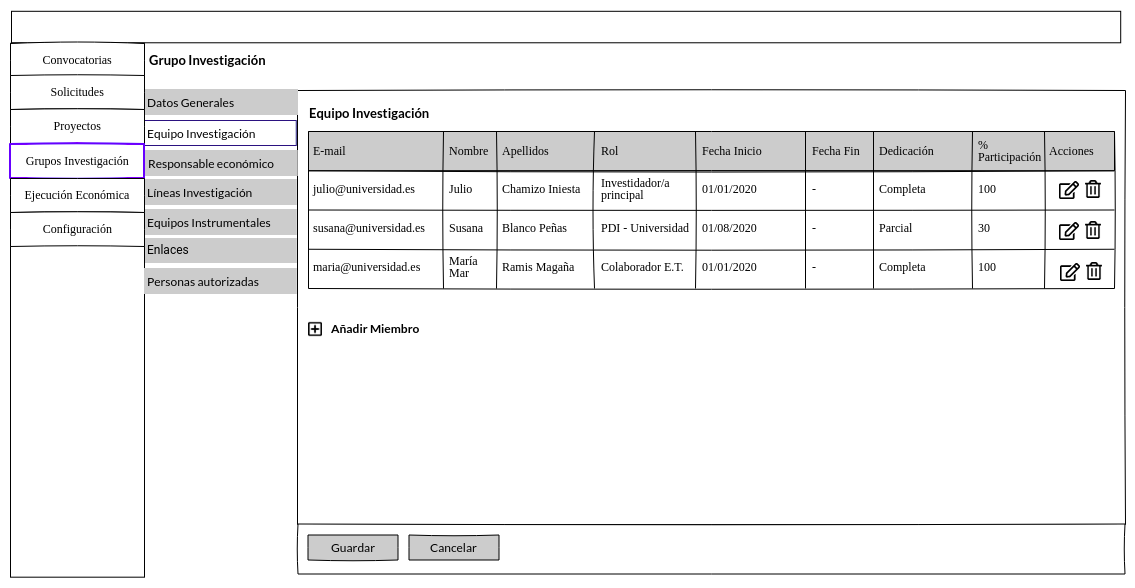 Convocatorias
Solicitudes
Proyectos
Grupos Investigación
Ejecución Económica
Configuración
Grupo Investigación
Datos Generales
Equipo Investigación
Responsable económico
Líneas Investigación
Equipos Instrumentales
Enlaces
Personas autorizadas
Equipo Investigación
E-mail Nombre Apellidos Rol Fecha Inicio Fecha Fin Dedicación % Participación Acciones
julio@universidad.es Julio Chamizo Iniesta Investidador/a principal 01/01/2020 - Completa 100
susana@universidad.es Susana Blanco Peñas PDI - Universidad 01/08/2020 - Parcial 30
maria@universidad.es María Mar Ramis Magaña Colaborador E.T. 01/01/2020 - Completa 100
Añadir Miembro
Guardar Cancelar